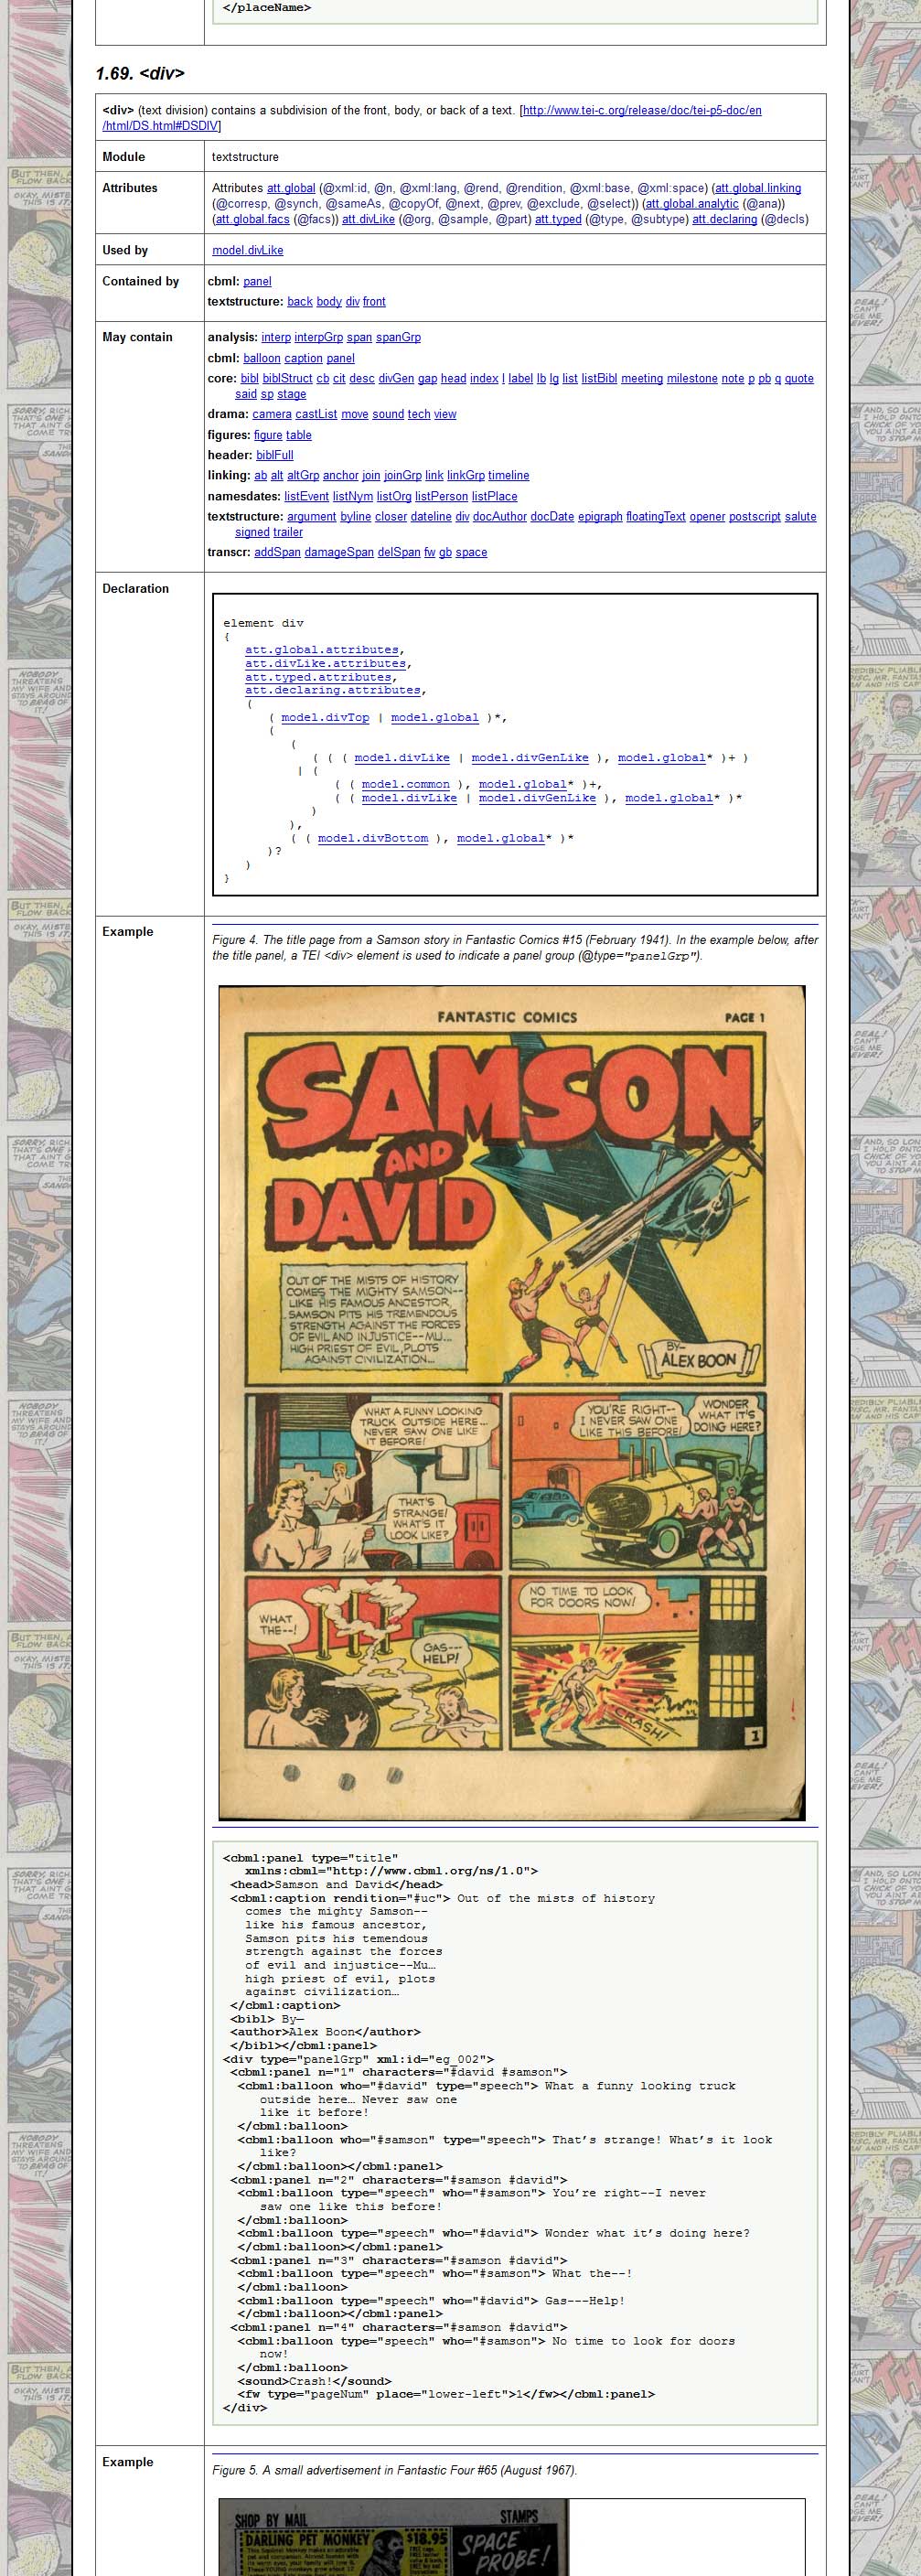 </placeName>
1.69. <div>
<div> (text division) contains a subdivision of the front, body, or back of a text. [http://www.tei-c.org/release/doc/tei-p5-doc/en
/html/DS.html#DSDIV]
Module textstructure
Attributes Attributes att.global (@xml:id, @n, @xml:lang, @rend, @rendition, @xml:base, @xml:space) (att.global.linking
(@corresp, @synch, @sameAs, @copyOf, @next, @prev, @exclude, @select)) (att.global.analytic (@ana))
(att.global.facs (@facs)) att.divLike (@org, @sample, @part) att.typed (@type, @subtype) att.declaring (@decls)
Used by model.divLike
Contained by cbml: panel
textstructure: back body div front
May contain analysis: interp interpGrp span spanGrp
cbml: balloon caption panel
core: bibl biblStruct cb cit desc divGen gap head index l label lb lg list listBibl meeting milestone note p pb q quote
said sp stage
drama: camera castList move sound tech view
figures: figure table
header: biblFull
linking: ab alt altGrp anchor join joinGrp link linkGrp timeline
namesdates: listEvent listNym listOrg listPerson listPlace
textstructure: argument byline closer dateline div docAuthor docDate epigraph floatingText opener postscript salute
signed trailer
transcr: addSpan damageSpan delSpan fw gb space
Declaration
element div
{
att.global.attributes,
att.divLike.attributes,
att.typed.attributes,
att.declaring.attributes,
(
( model.divTop | model.global )*,
(
(
( ( ( model.divLike | model.divGenLike ), model.global* )+ )
| (
( ( model.common ), model.global* )+,
( ( model.divLike | model.divGenLike ), model.global* )*
)
),
( ( model.divBottom ), model.global* )*
)?
)
}
Example
Figure 4. The title page from a Samson story in Fantastic Comics #15 (February 1941). In the example below, after
the title panel, a TEI <div> element is used to indicate a panel group (@type="panelGrp").
FANTASTIC COMICS PAGE 1
SAMSON
AND
DAVID
OUT OF THE MISTS OF HISTORY
COMES THE MIGHTY SAMSON--
LIKE HIS FAMOUS ANCESTOR,
SAMSON PITS HIS TREMENDOUS
STRENGTH AGAINST THE FORCES
OF EVIL AND INJUSTICE--MU...
HIGH PRIEST OF EVIL, PLOTS
AGAINST CIVILIZATION...
BY—
ALEX BOON
WHAT A FUNNY LOOKING
TRUCK OUTSIDE HERE...
NEVER SAW ONE LIKE
IT BEFORE!
THAT'S
STRANGE!
WHAT'S IT
LOOK LIKE?
YOU'RE RIGHT--
I NEVER SAW ONE
LIKE THIS BEFORE!
WONDER
WHAT IT'S
DOING HERE?
WHAT
THE--!
GAS---
HELP!
NO TIME TO LOOK
FOR DOORS NOW!
CRASH!
1
<cbml:panel type="title"
xmlns:cbml="http://www.cbml.org/ns/1.0">
<head>Samson and David</head>
<cbml:caption rendition="#uc"> Out of the mists of history
comes the mighty Samson--
like his famous ancestor,
Samson pits his temendous
strength against the forces
of evil and injustice--Mu…
high priest of evil, plots
against civilization…
</cbml:caption>
<bibl> By—
<author>Alex Boon</author>
</bibl></cbml:panel>
<div type="panelGrp" xml:id="eg_002">
<cbml:panel n="1" characters="#david #samson">
<cbml:balloon who="#david" type="speech"> What a funny looking truck
outside here… Never saw one
like it before!
</cbml:balloon>
<cbml:balloon who="#samson" type="speech"> That’s strange! What’s it look
like?
</cbml:balloon></cbml:panel>
<cbml:panel n="2" characters="#samson #david">
<cbml:balloon type="speech" who="#samson"> You’re right--I never
saw one like this before!
</cbml:balloon>
<cbml:balloon type="speech" who="#david"> Wonder what it’s doing here?
</cbml:balloon></cbml:panel>
<cbml:panel n="3" characters="#samson #david">
<cbml:balloon type="speech" who="#samson"> What the--!
</cbml:balloon>
<cbml:balloon type="speech" who="#david"> Gas---Help!
</cbml:balloon></cbml:panel>
<cbml:panel n="4" characters="#samson #david">
<cbml:balloon type="speech" who="#samson"> No time to look for doors
now!
</cbml:balloon>
<sound>Crash!</sound>
<fw type="pageNum" place="lower-left">1</fw></cbml:panel>
</div>
Example
Figure 5. A small advertisement in Fantastic Four #65 (August 1967).
SHOP BY MAIL STAMPS
DARLING PET MONKEY $18.95
SPACE
PROBE!